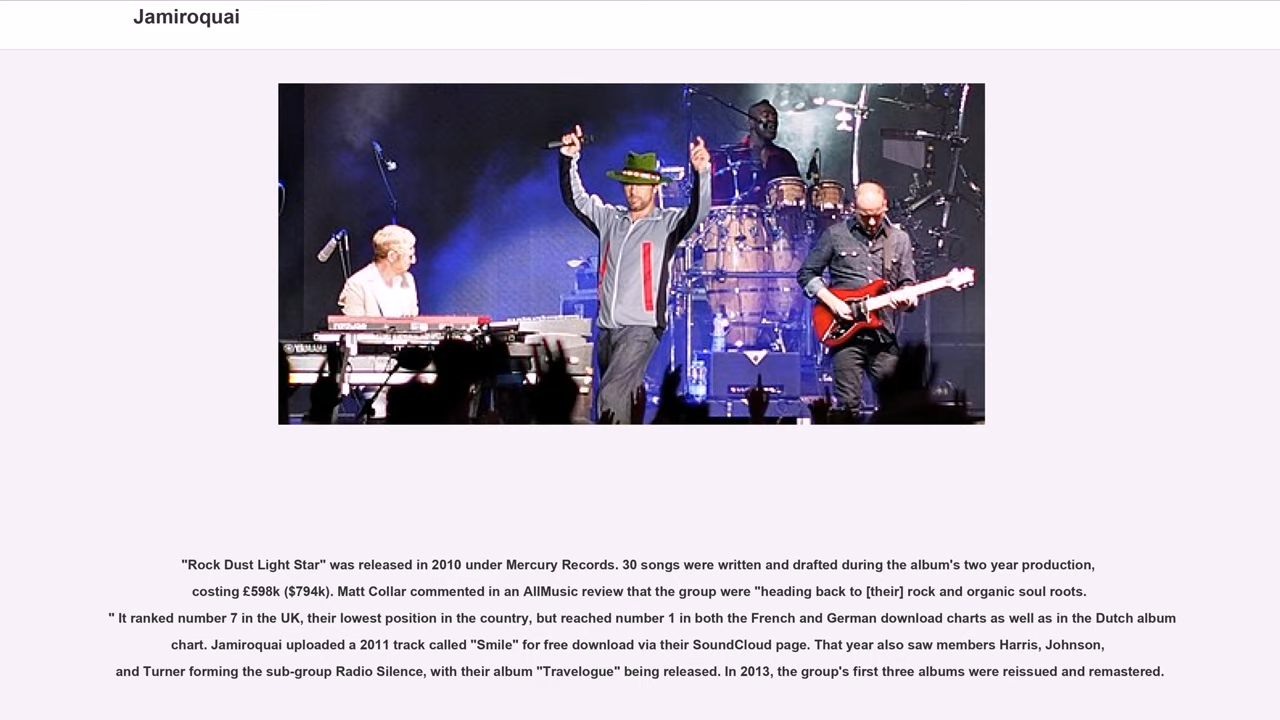 Jamiroquai
YAMAHA
"Rock Dust Light Star" was released in 2010 under Mercury Records. 30 songs were written and drafted during the album's two year production,
costing £598k ($794k). Matt Collar commented in an AllMusic review that the group were "heading back to [their] rock and organic soul roots.
" It ranked number 7 in the UK, their lowest position in the country, but reached number 1 in both the French and German download charts as well as in the Dutch album
chart. Jamiroquai uploaded a 2011 track called "Smile" for free download via their SoundCloud page. That year also saw members Harris, Johnson,
and Turner forming the sub-group Radio Silence, with their album "Travelogue" being released. In 2013, the group's first three albums were reissued and remastered.